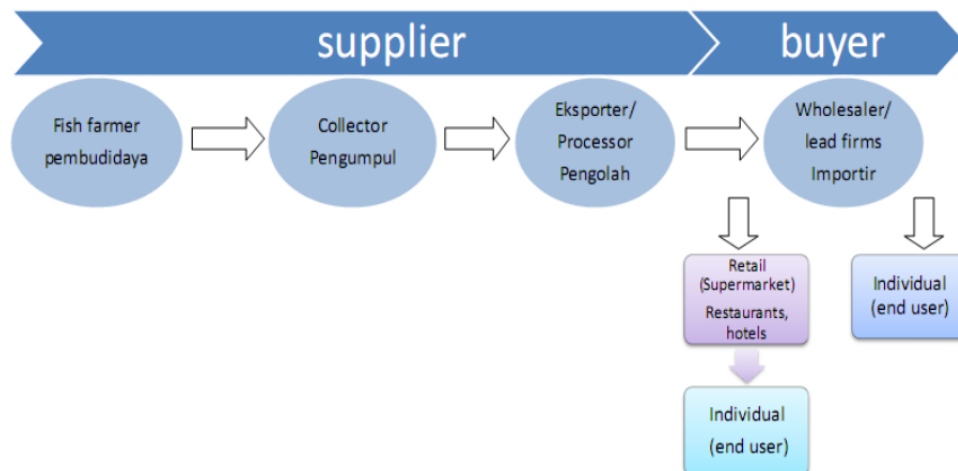 supplier
buyer
Fish farmer
pembudidaya
Collector
Pengumpul
Eksporter/
Processor
Pengolah
Wholesaler/
lead firms
Importir
Retail
(Supermarket)
Restaurants,
hotels
Individual
(end user)
Individual
(end user)